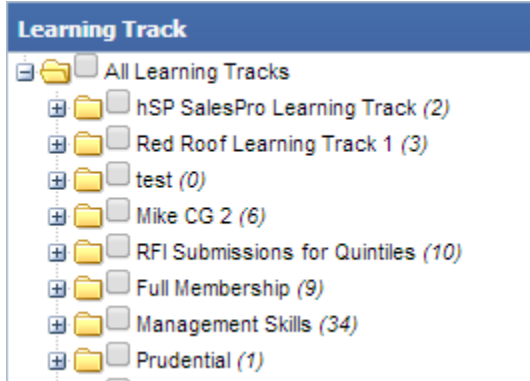 Learning Track
All Learning Tracks
hSP SalesPro Learning Track (2)
Red Roof Learning Track 1 (3)
test (0)
Mike CG 2 (6)
RFI Submissions for Quintiles (10)
Full Membership (9)
Management Skills (34)
Prudential (1)